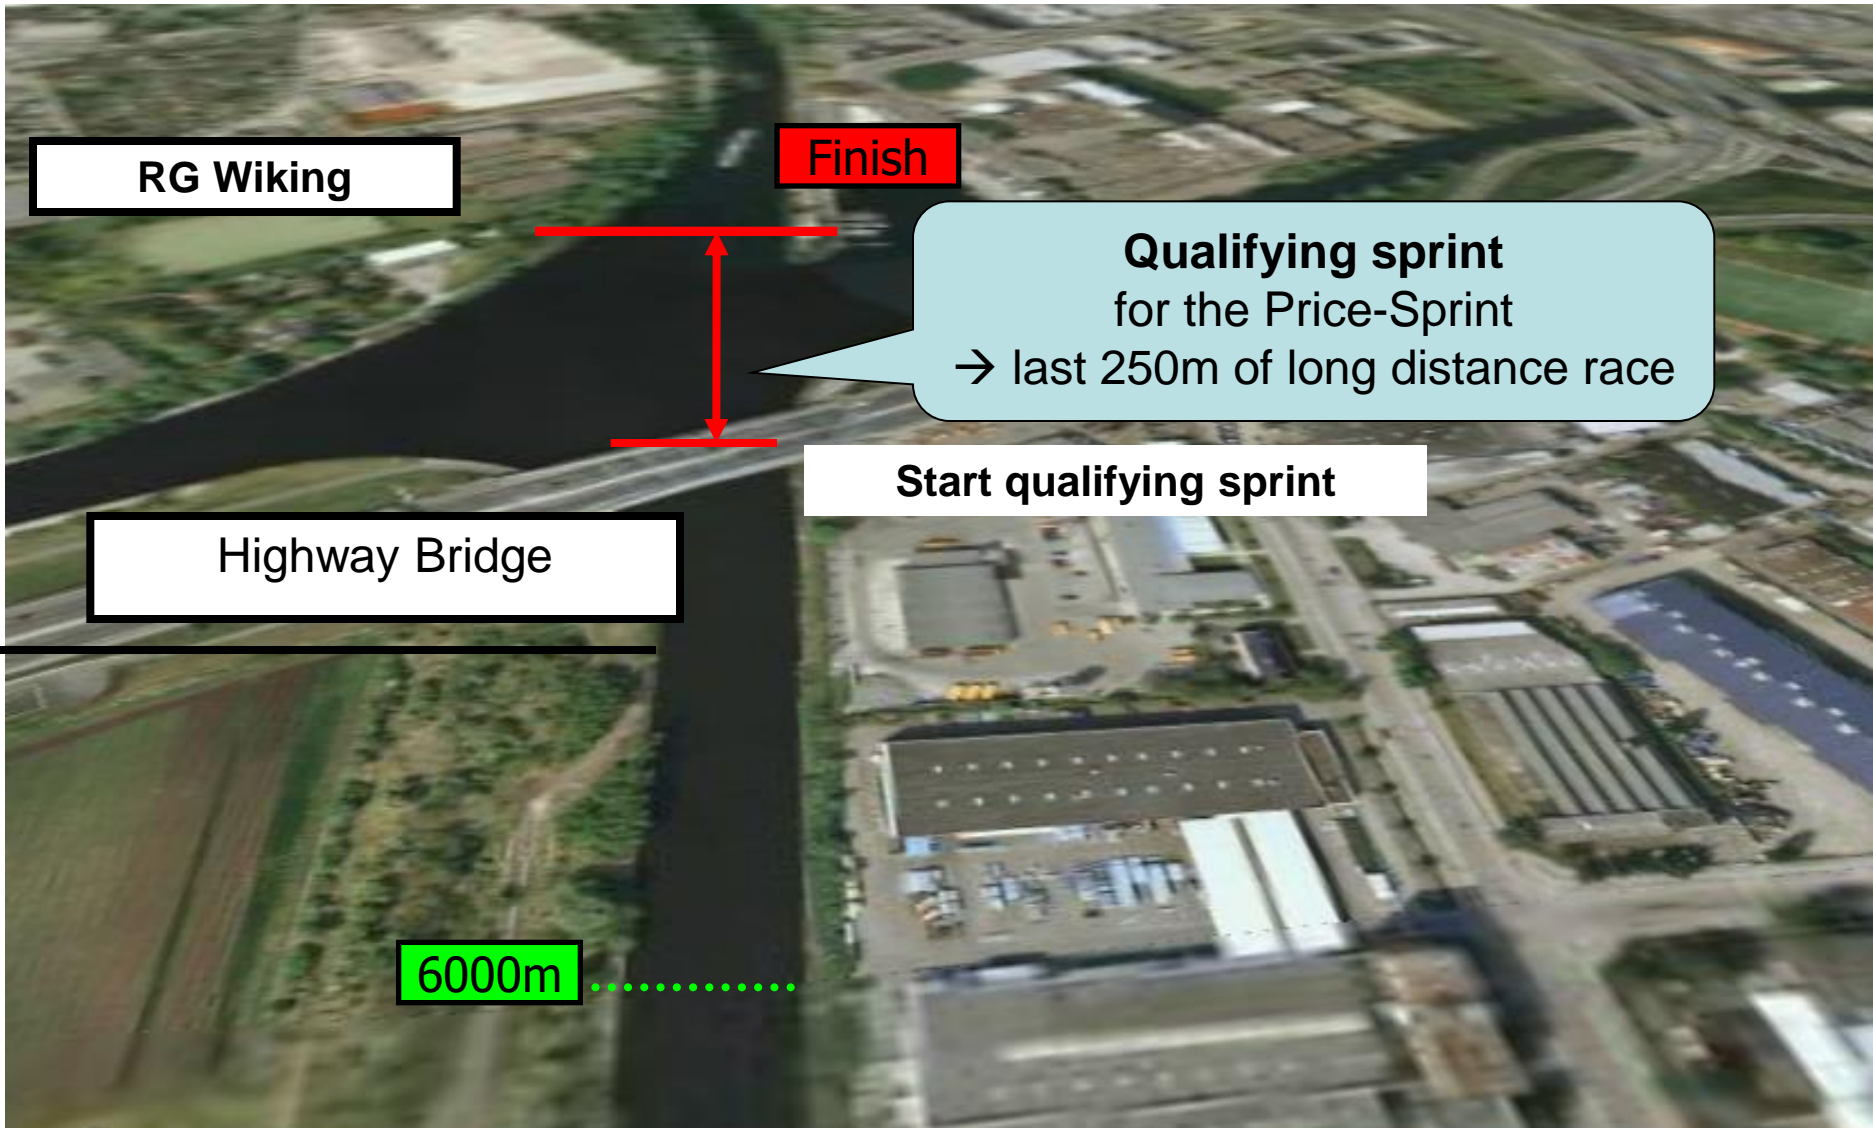 RG Wiking
Finish
Qualifying sprint
for the Price-Sprint
→ last 250m of long distance race
Start qualifying sprint
Highway Bridge
6000m